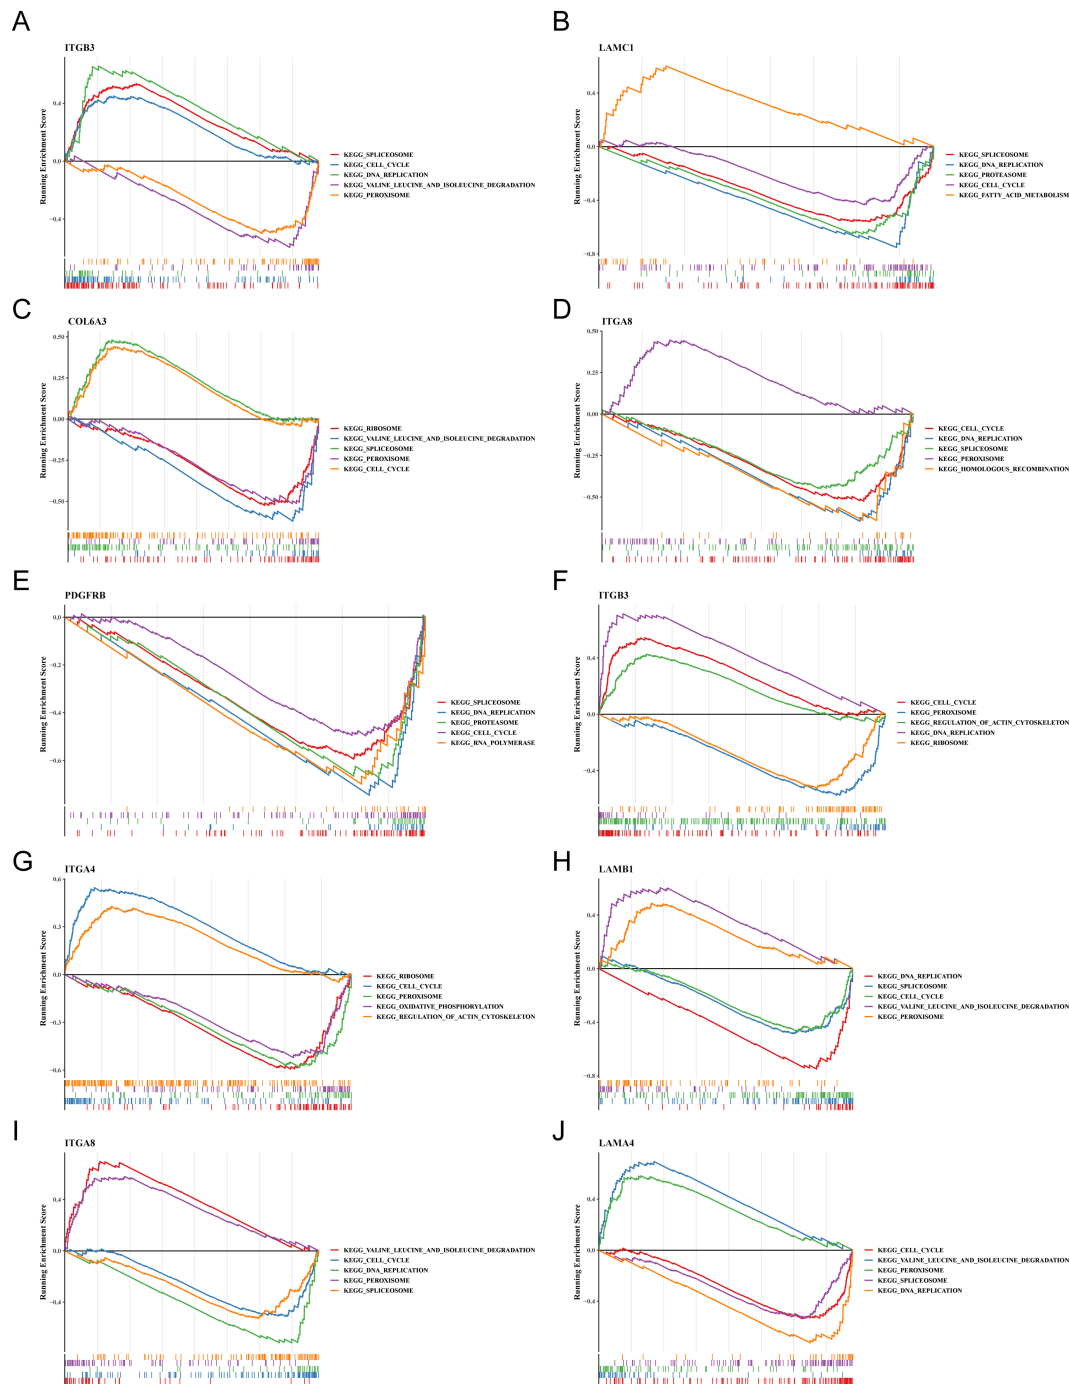 A
ITGB3
Running Enrichment Score
0.4
0.0
−0.4
KEGG_SPLICEOSOME
KEGG_CELL_CYCLE
KEGG_DNA_REPLICATION
KEGG_VALINE_LEUCINE_AND_ISOLEUCINE_DEGRADATION
KEGG_PEROXISOME
B
LAMC1
Running Enrichment Score
0.4
0.0
−0.4
−0.8
KEGG_SPLICEOSOME
KEGG_DNA_REPLICATION
KEGG_PROTEASOME
KEGG_CELL_CYCLE
KEGG_FATTY_ACID_METABOLISM
C
COL6A3
Running Enrichment Score
0.50
0.25
0.00
−0.25
−0.50
KEGG_RIBOSOME
KEGG_VALINE_LEUCINE_AND_ISOLEUCINE_DEGRADATION
KEGG_SPLICEOSOME
KEGG_PEROXISOME
KEGG_CELL_CYCLE
D
ITGA8
Running Enrichment Score
0.50
0.25
0.00
−0.25
−0.50
KEGG_CELL_CYCLE
KEGG_DNA_REPLICATION
KEGG_SPLICEOSOME
KEGG_PEROXISOME
KEGG_HOMOLOGOUS_RECOMBINATION
E
PDGFRB
Running Enrichment Score
0.0
−0.2
−0.4
−0.6
KEGG_SPLICEOSOME
KEGG_DNA_REPLICATION
KEGG_PROTEASOME
KEGG_CELL_CYCLE
KEGG_RNA_POLYMERASE
F
ITGB3
Running Enrichment Score
0.4
0.0
−0.4
KEGG_CELL_CYCLE
KEGG_PEROXISOME
KEGG_REGULATION_OF_ACTIN_CYTOSKELETON
KEGG_DNA_REPLICATION
KEGG_RIBOSOME
G
ITGA4
Running Enrichment Score
0.6
0.3
0.0
−0.3
−0.6
KEGG_RIBOSOME
KEGG_CELL_CYCLE
KEGG_PEROXISOME
KEGG_OXIDATIVE_PHOSPHORYLATION
KEGG_REGULATION_OF_ACTIN_CYTOSKELETON
H
LAMB1
Running Enrichment Score
0.4
0.0
−0.4
−0.8
KEGG_DNA_REPLICATION
KEGG_SPLICEOSOME
KEGG_CELL_CYCLE
KEGG_VALINE_LEUCINE_AND_ISOLEUCINE_DEGRADATION
KEGG_PEROXISOME
I
ITGA8
Running Enrichment Score
0.4
0.0
−0.4
KEGG_VALINE_LEUCINE_AND_ISOLEUCINE_DEGRADATION
KEGG_CELL_CYCLE
KEGG_DNA_REPLICATION
KEGG_PEROXISOME
KEGG_SPLICEOSOME
J
LAMA4
Running Enrichment Score
0.4
0.0
−0.4
KEGG_CELL_CYCLE
KEGG_VALINE_LEUCINE_AND_ISOLEUCINE_DEGRADATION
KEGG_PEROXISOME
KEGG_SPLICEOSOME
KEGG_DNA_REPLICATION